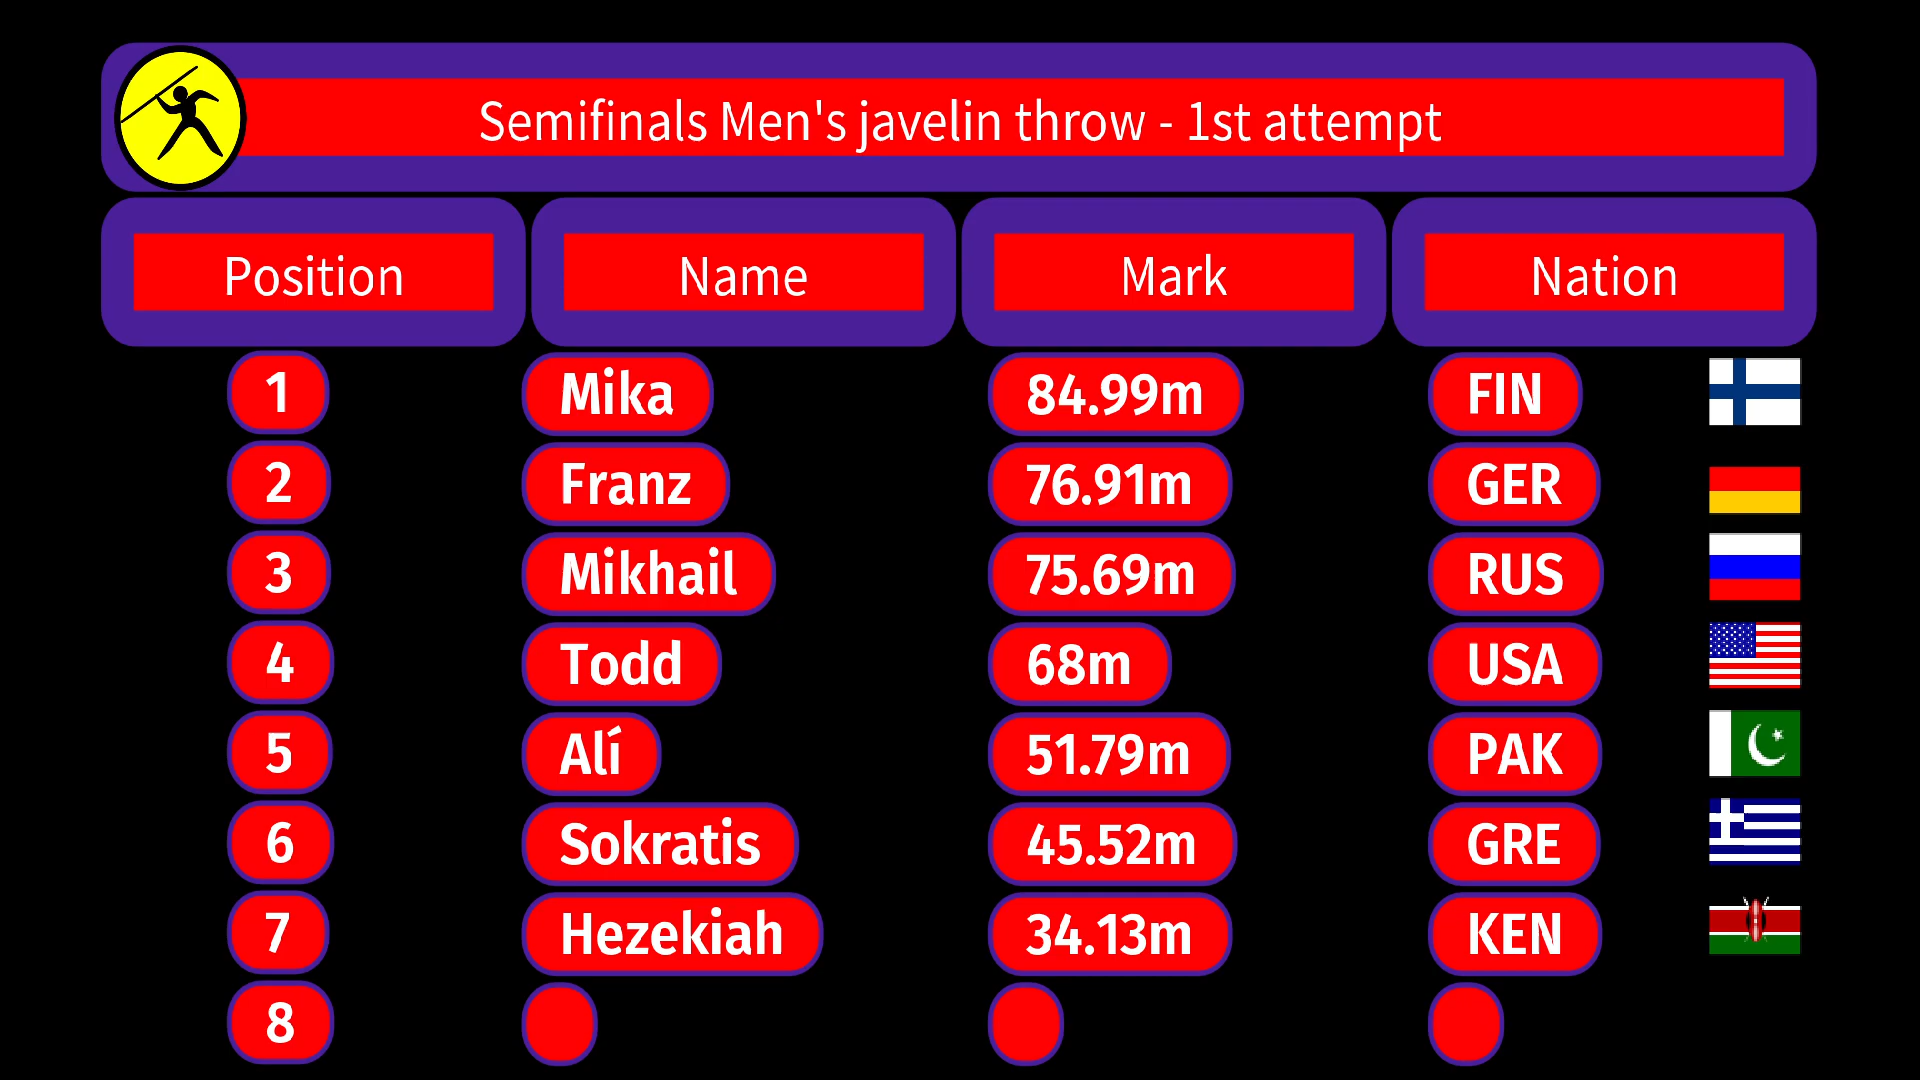 Semifinals Men's javelin throw - 1st attempt
Position Name Mark Nation
1 Mika 84.99m FIN
2 Franz 76.91m GER
3 Mikhail 75.69m RUS
4 Todd 68m USA
5 Alí 51.79m PAK
6 Sokratis 45.52m GRE
7 Hezekiah 34.13m KEN
8